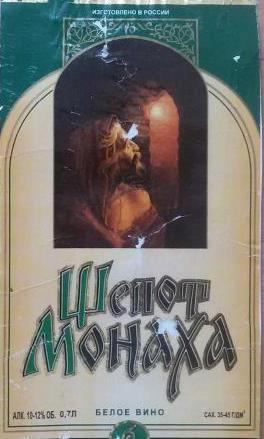 ИЗГОТОВЛЕНО В РОССИИ
Шепот
Монаха
АЛК. 10-12% ОБ. 0,7Л БЕЛОЕ ВИНО САХ. 35-45 Г/ДМ³